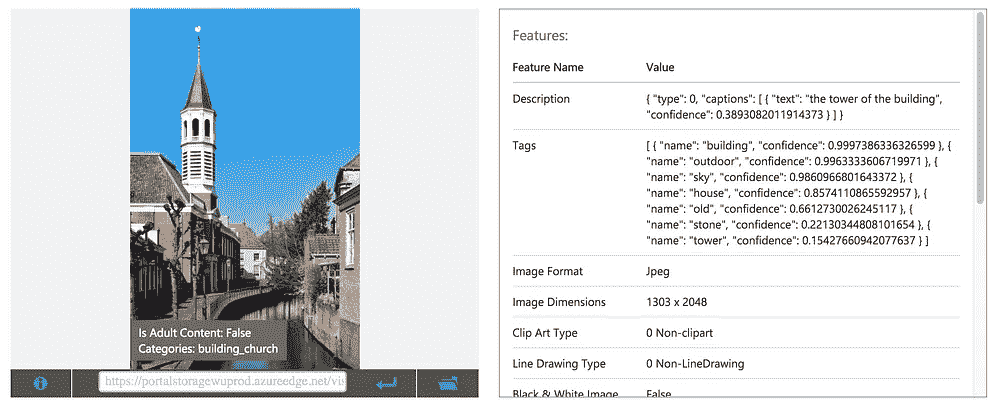 Is Adult Content: False
Categories: building_church
https://portalstoragewuprod.azureedge.net/vis
Features:
Feature Name Value
Description { "type": 0, "captions": [ { "text": "the tower of the building",
"confidence": 0.3893082011914373 } ] }
Tags [ { "name": "building", "confidence": 0.9997386336326599 }, {
"name": "outdoor", "confidence": 0.9963333606719971 }, {
"name": "sky", "confidence": 0.9860966801643372 }, {
"name": "house", "confidence": 0.8574110865592957 }, {
"name": "old", "confidence": 0.6612730026245117 }, {
"name": "stone", "confidence": 0.22130344808101654 }, {
"name": "tower", "confidence": 0.15427660942077637 } ]
Image Format Jpeg
Image Dimensions 1303 x 2048
Clip Art Type 0 Non-clipart
Line Drawing Type 0 Non-LineDrawing
Black & White Image False